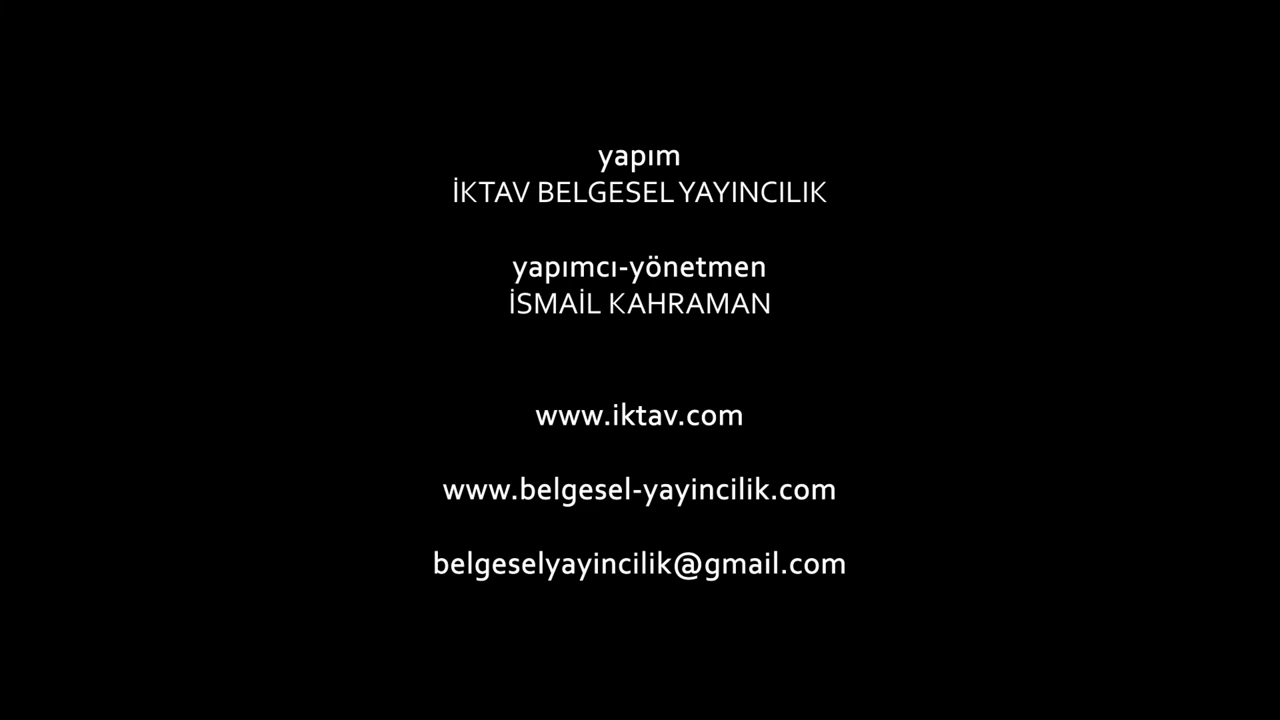 yapım
İKTAV BELGESEL YAYINCILIK
yapımcı-yönetmen
İSMAİL KAHRAMAN
www.iktav.com
www.belgesel-yayincilik.com
belgeselyayincilik@gmail.com